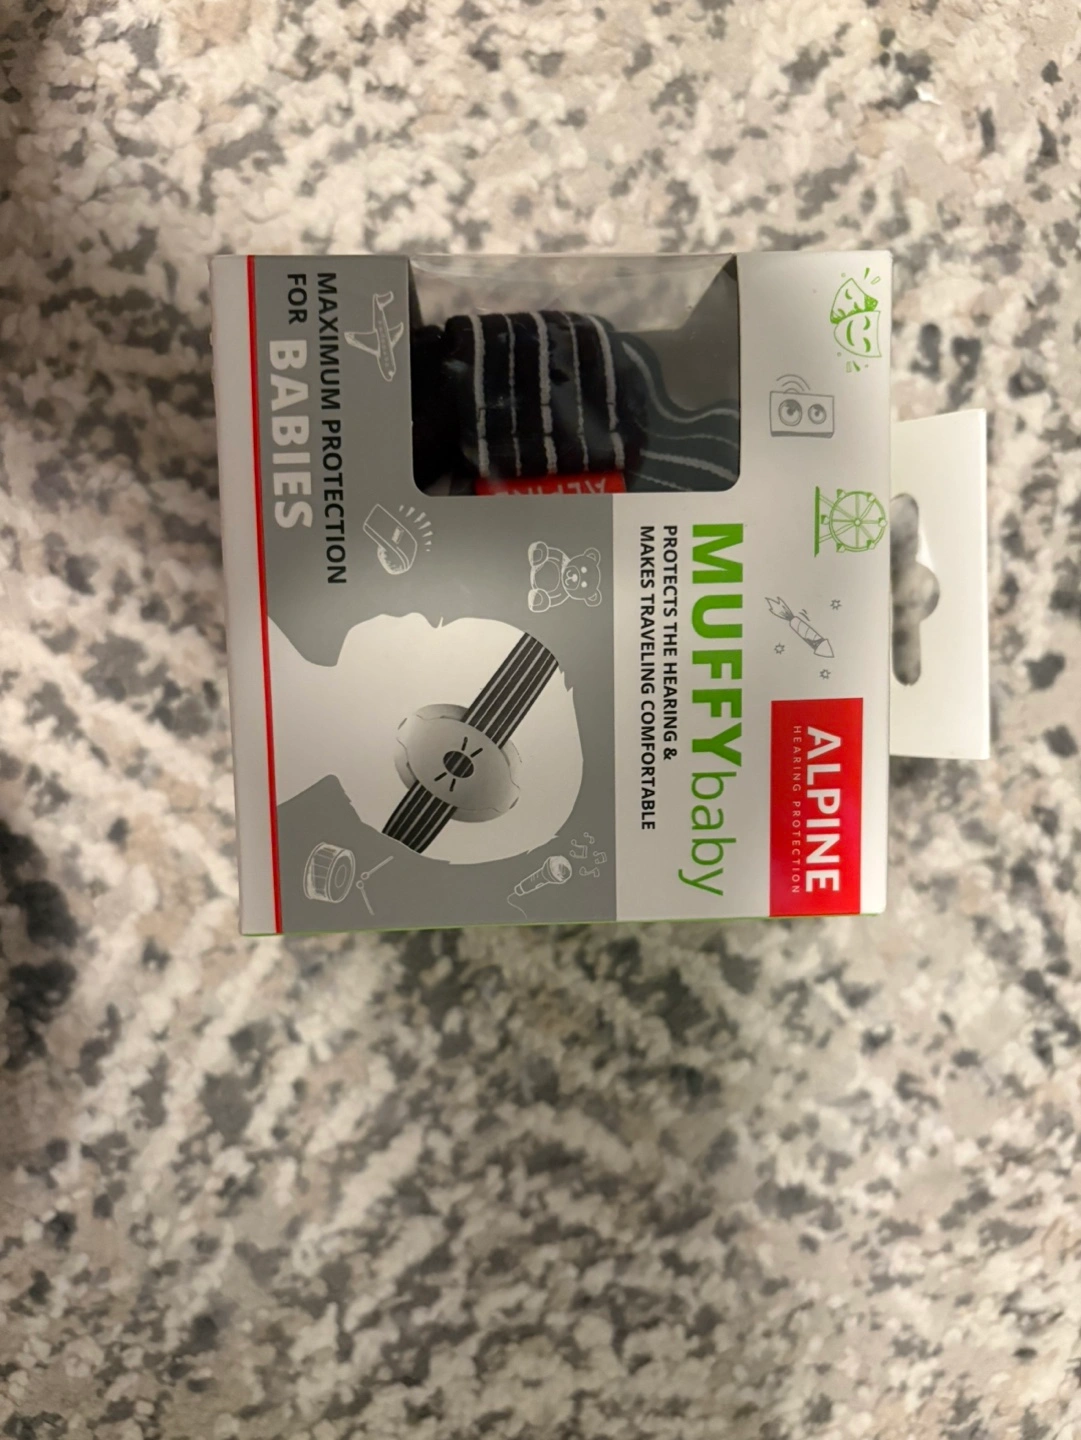 ALPINE
HEARING PROTECTION
MUFFYbaby
PROTECTS THE HEARING &
MAKES TRAVELING COMFORTABLE
ALPINE
MAXIMUM PROTECTION
FOR BABIES